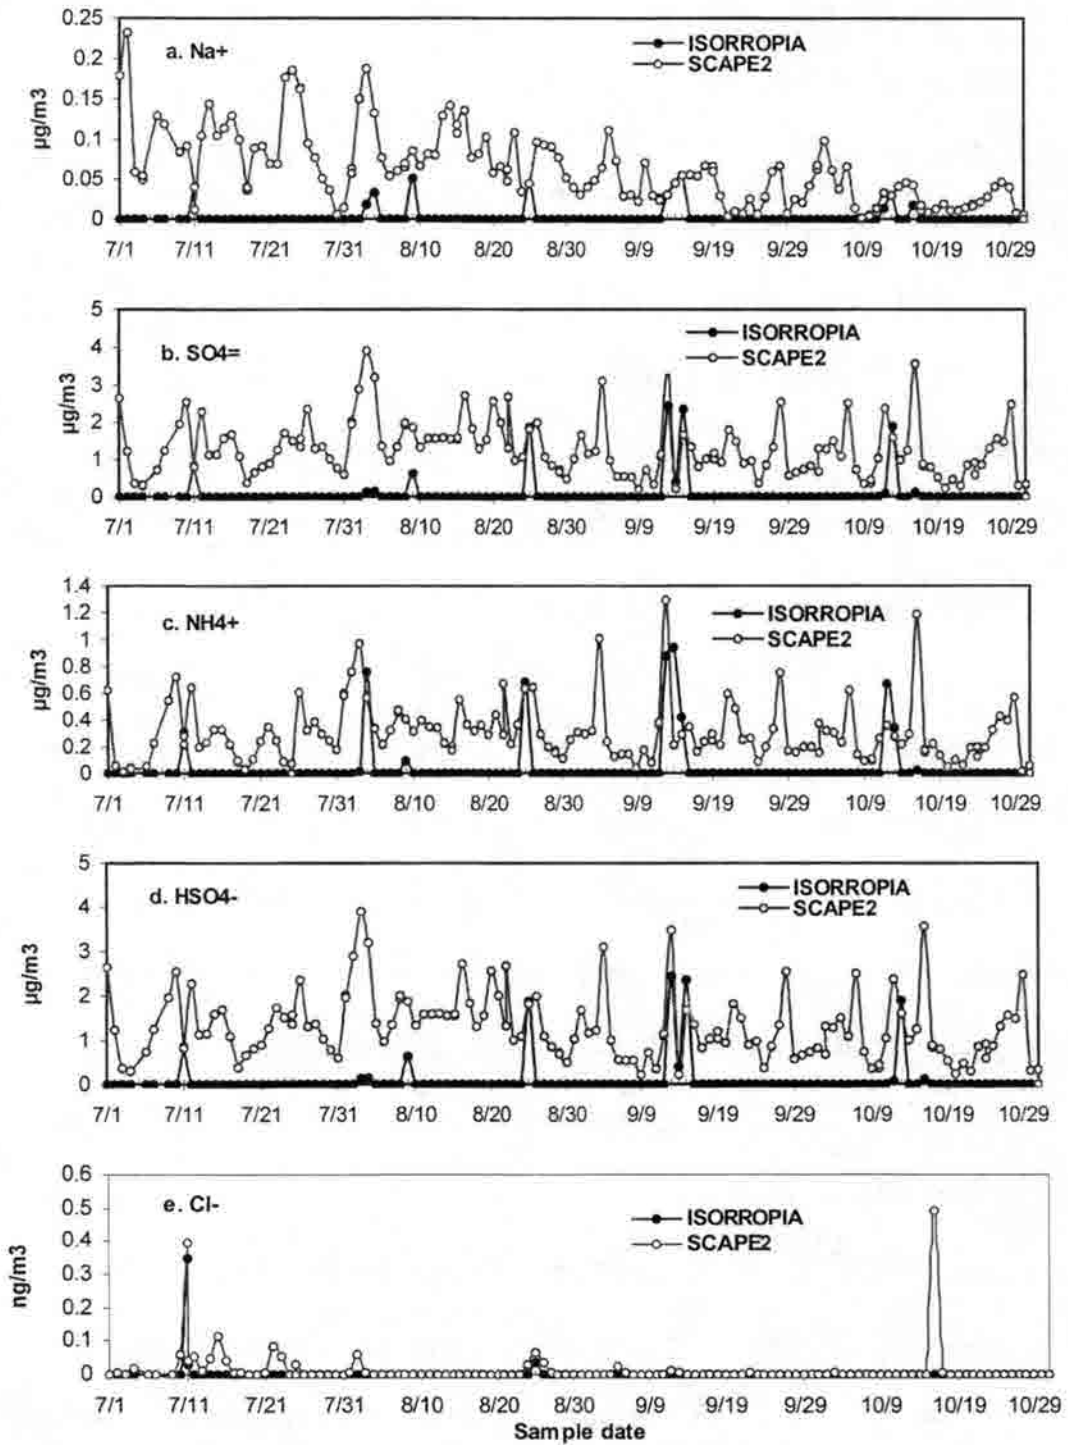 0.25
a. Na+
ISORROPIA
0.2
SCAPE2
0.15
µg/m3
0.1
0.05
0
7/1 7/11 7/21 7/31 8/10 8/20 8/30 9/9 9/19 9/29 10/9 10/19 10/29
5
ISORROPIA
4
b. SO4=
SCAPE2
3
µg/m3
2
1
0
7/1 7/11 7/21 7/31 8/10 8/20 8/30 9/9 9/19 9/29 10/9 10/19 10/29
1.4
c. NH4+
ISORROPIA
1.2
SCAPE2
1
0.8
µg/m3
0.6
0.4
0.2
0
7/1 7/11 7/21 7/31 8/10 8/20 8/30 9/9 9/19 9/29 10/9 10/19 10/29
5
d. HSO4-
ISORROPIA
4
SCAPE2
3
µg/m3
2
1
0
7/1 7/11 7/21 7/31 8/10 8/20 8/30 9/9 9/19 9/29 10/9 10/19 10/29
0.6
e. Cl-
ISORROPIA
0.5
SCAPE2
0.4
ng/m3
0.3
0.2
0.1
0
7/1 7/11 7/21 7/31 8/10 8/20 8/30 9/9 9/19 9/29 10/9 10/19 10/29
Sample date